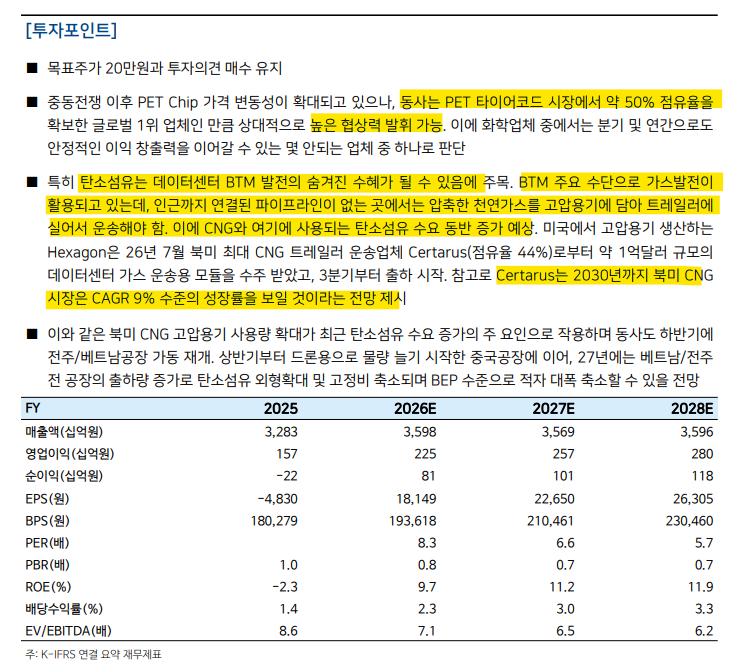 [투자포인트]
■ 목표주가 20만원과 투자의견 매수 유지
■ 중동전쟁 이후 PET Chip 가격 변동성이 확대되고 있으나, 동사는 PET 타이어코드 시장에서 약 50% 점유율을
확보한 글로벌 1위 업체인 만큼 상대적으로 높은 협상력 발휘 가능. 이에 화학업체 중에서는 분기 및 연간으로도
안정적인 이익 창출력을 이어갈 수 있는 몇 안되는 업체 중 하나로 판단
■ 특히 탄소섬유는 데이터센터 BTM 발전의 숨겨진 수혜가 될 수 있음에 주목. BTM 주요 수단으로 가스발전이
활용되고 있는데, 인근까지 연결된 파이프라인이 없는 곳에서는 압축한 천연가스를 고압용기에 담아 트레일러에
실어서 운송해야 함. 이에 CNG와 여기에 사용되는 탄소섬유 수요 동반 증가 예상. 미국에서 고압용기 생산하는
Hexagon은 26년 7월 북미 최대 CNG 트레일러 운송업체 Certarus(점유율 44%)로부터 약 1억달러 규모의
데이터센터 가스 운송용 모듈을 수주 받았고, 3분기부터 출하 시작. 참고로 Certarus는 2030년까지 북미 CNG
시장은 CAGR 9% 수준의 성장률을 보일 것이라는 전망 제시
■ 이와 같은 북미 CNG 고압용기 사용량 확대가 최근 탄소섬유 수요 증가의 주 요인으로 작용하며 동사도 하반기에
전주/베트남공장 가동 재개. 상반기부터 드론용으로 물량 늘기 시작한 중국공장에 이어, 27년에는 베트남/전주
전 공장의 출하량 증가로 탄소섬유 외형확대 및 고정비 축소되며 BEP 수준으로 적자 대폭 축소할 수 있을 전망
FY 2025 2026E 2027E 2028E
매출액(십억원) 3,283 3,598 3,569 3,596
영업이익(십억원) 157 225 257 280
순이익(십억원) -22 81 101 118
EPS(원) -4,830 18,149 22,650 26,305
BPS(원) 180,279 193,618 210,461 230,460
PER(배) 8.3 6.6 5.7
PBR(배) 1.0 0.8 0.7 0.7
ROE(%) -2.3 9.7 11.2 11.9
배당수익률(%) 1.4 2.3 3.0 3.3
EV/EBITDA(배) 8.6 7.1 6.5 6.2
주: K-IFRS 연결 요약 재무제표